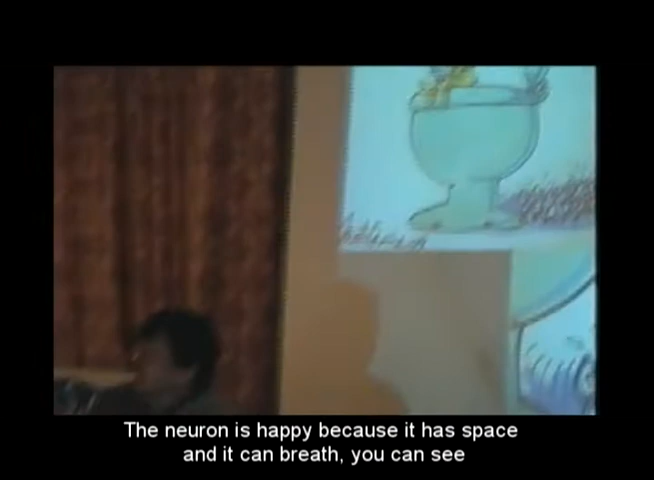 The neuron is happy because it has space
and it can breath, you can see